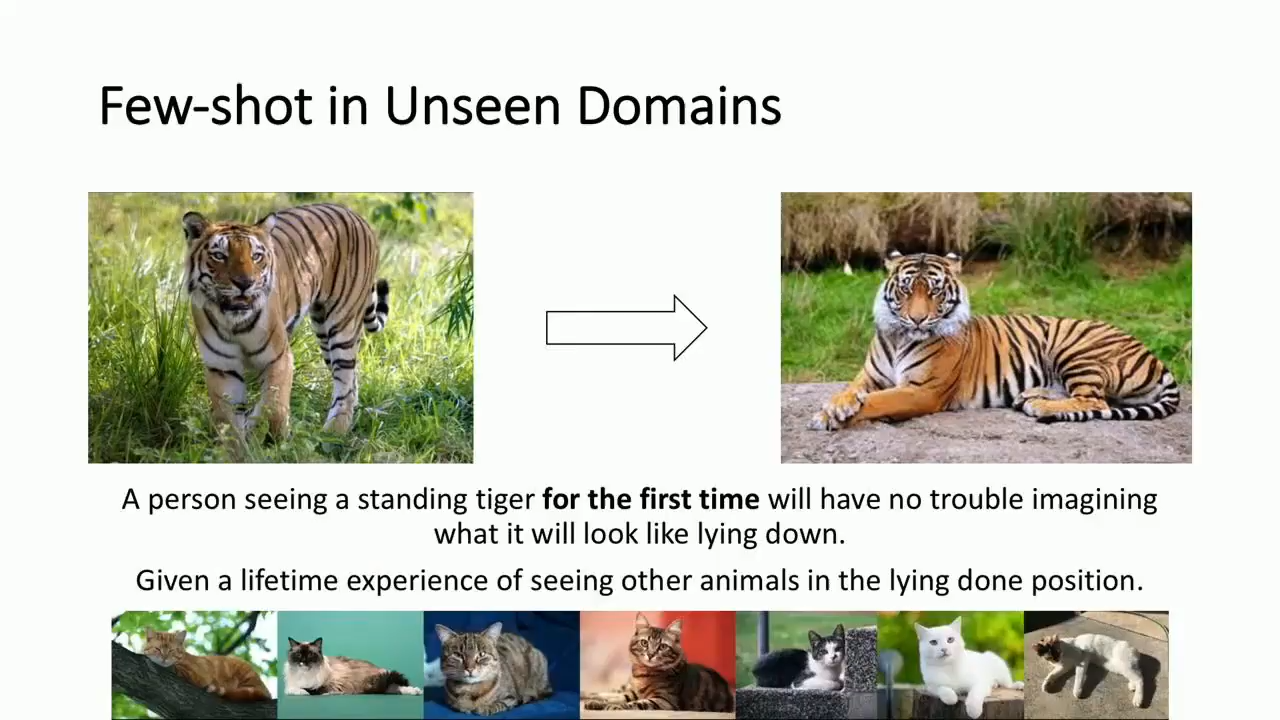 Few-shot in Unseen Domains
A person seeing a standing tiger for the first time will have no trouble imagining
what it will look like lying down.
Given a lifetime experience of seeing other animals in the lying done position.